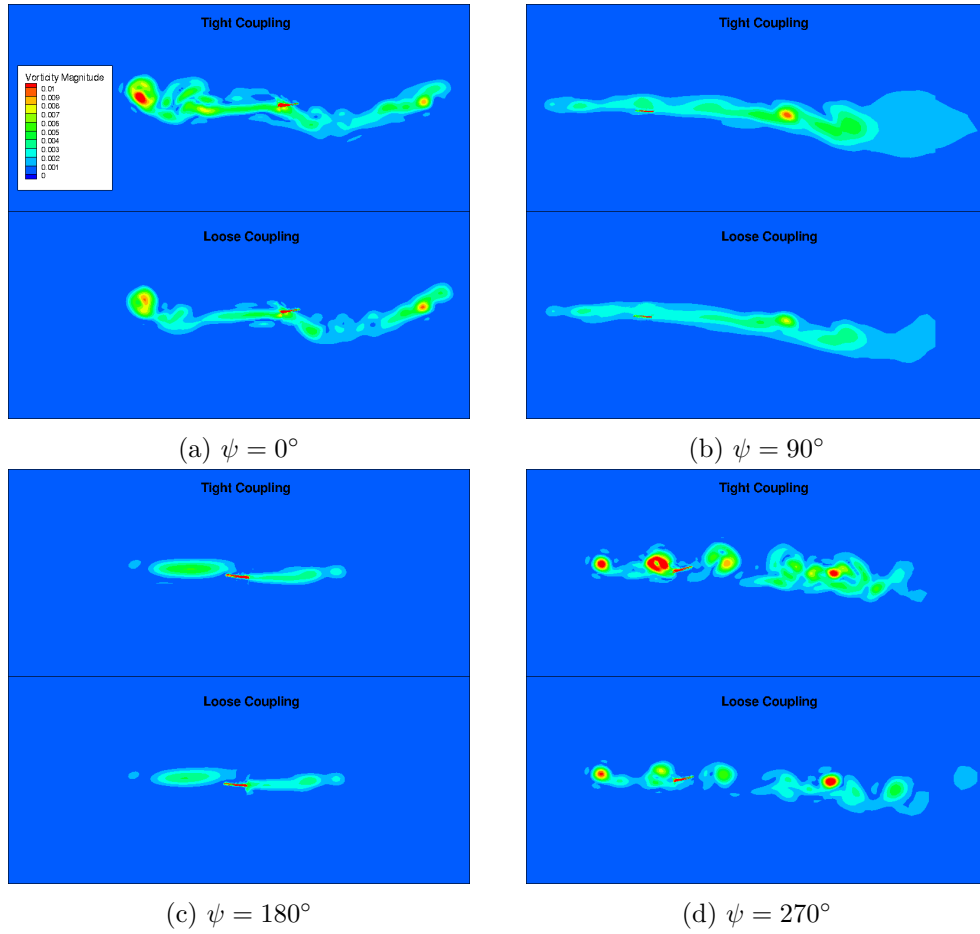 Tight Coupling
Vorticity Magnitude
0.01
0.009
0.008
0.007
0.006
0.005
0.004
0.003
0.002
0.001
0
Loose Coupling
(a) ψ = 0°
Tight Coupling
Loose Coupling
(b) ψ = 90°
Tight Coupling
Loose Coupling
(c) ψ = 180°
Tight Coupling
Loose Coupling
(d) ψ = 270°